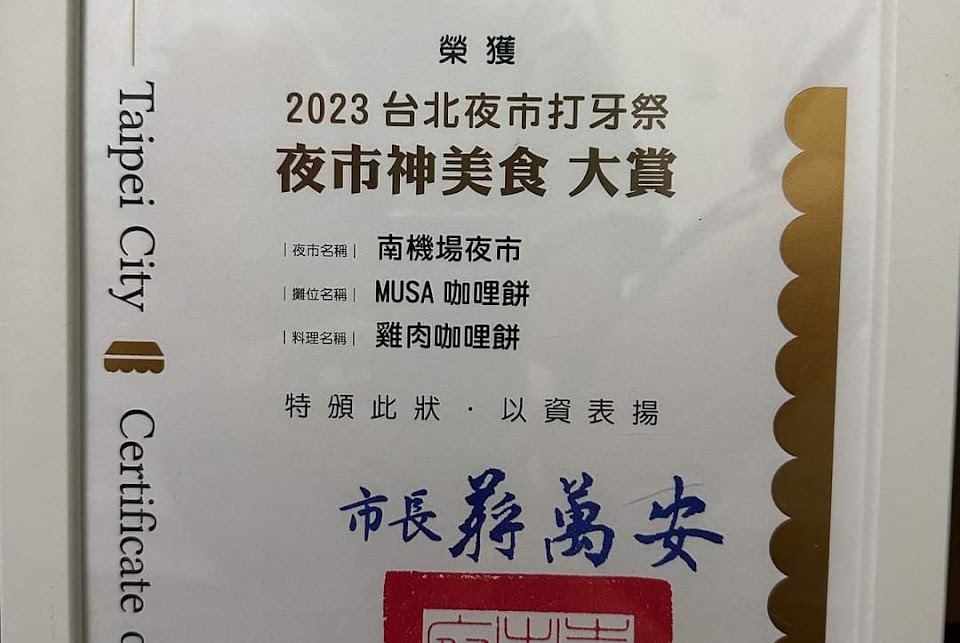 榮獲
2023 台北夜市打牙祭
夜市神美食 大賞
|夜市名稱| 南機場夜市
|攤位名稱| MUSA 咖哩餅
|料理名稱| 雞肉咖哩餅
特頒此狀．以資表揚
市長 蔣萬安
Taipei City
Certificate